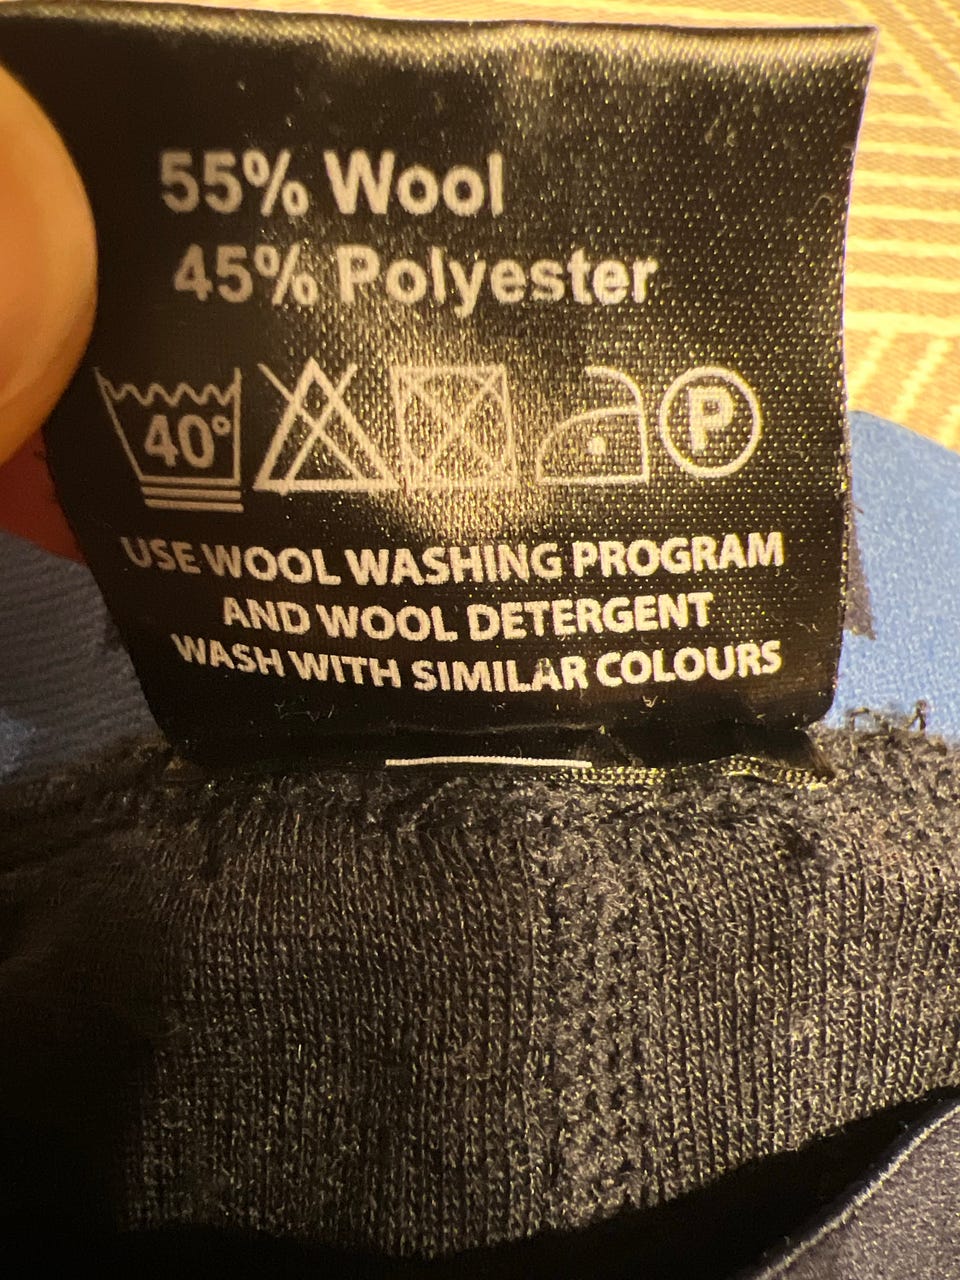 55% Wool
45% Polyester
40° P
USE WOOL WASHING PROGRAM
AND WOOL DETERGENT
WASH WITH SIMILAR COLOURS